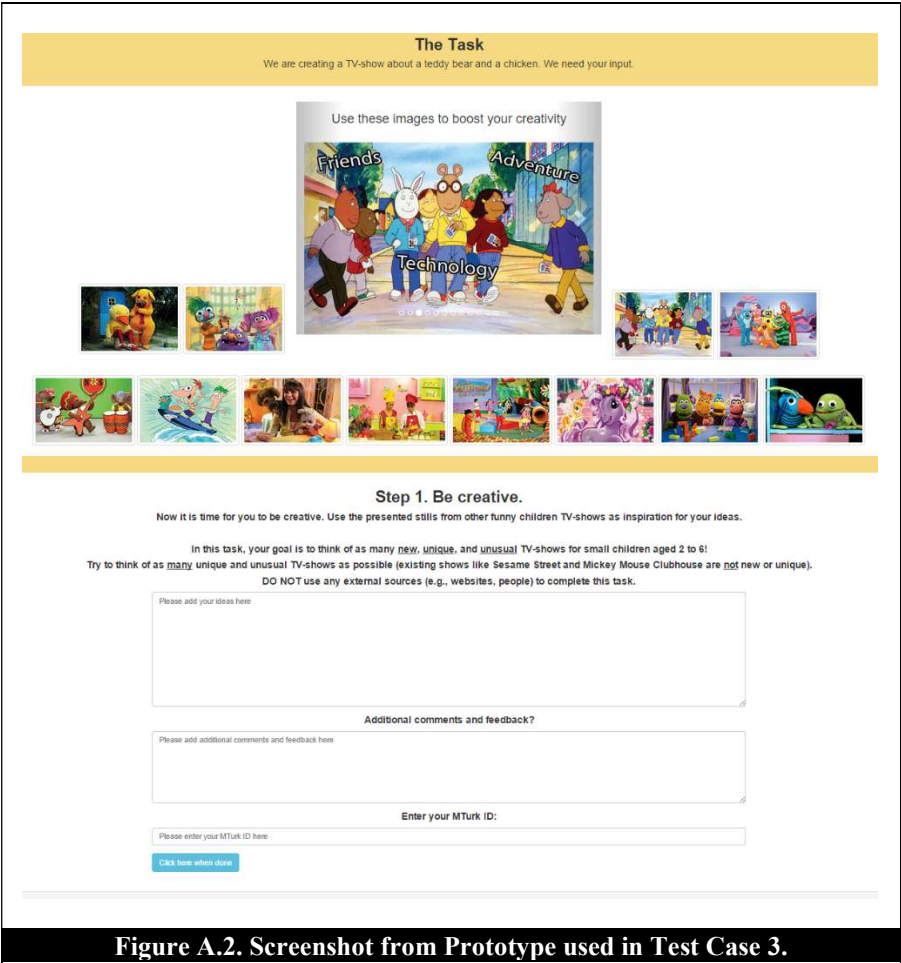 The Task
We are creating a TV-show about a teddy bear and a chicken. We need your input.
Use these images to boost your creativity
Friends
Adventure
Technology
Step 1. Be creative.
Now it is time for you to be creative. Use the presented stills from other funny children TV-shows as inspiration for your ideas.
In this task, your goal is to think of as many new, unique, and unusual TV-shows for small children aged 2 to 6!
Try to think of as many unique and unusual TV-shows as possible (existing shows like Sesame Street and Mickey Mouse Clubhouse are not new or unique).
DO NOT use any external sources (e.g., websites, people) to complete this task.
Please add your ideas here
Additional comments and feedback?
Please add additional comments and feedback here
Enter your MTurk ID:
Please enter your MTurk ID here
Click here when done
Figure A.2. Screenshot from Prototype used in Test Case 3.